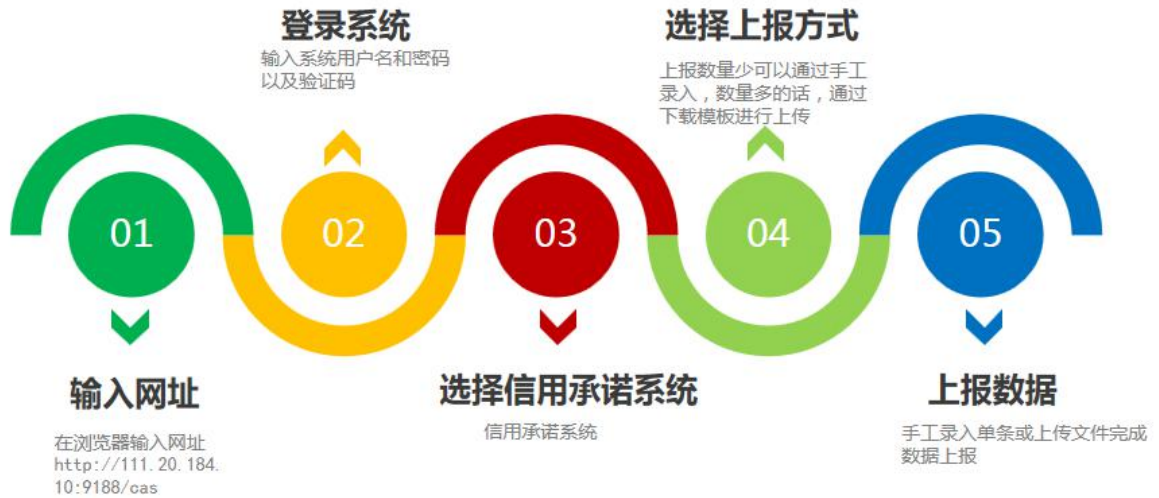 01
输入网址
在浏览器输入网址
http://111.20.184.
10:9188/cas
登录系统
输入系统用户名和密码
以及验证码
02
03
选择信用承诺系统
信用承诺系统
选择上报方式
上报数量少可以通过手工
录入，数量多的话，通过
下载模板进行上传
04
05
上报数据
手工录入单条或上传文件完成
数据上报